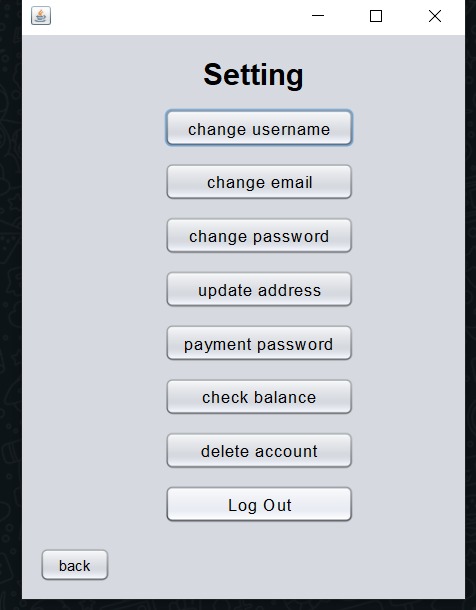 Setting
change username
change email
change password
update address
payment password
check balance
delete account
Log Out
back